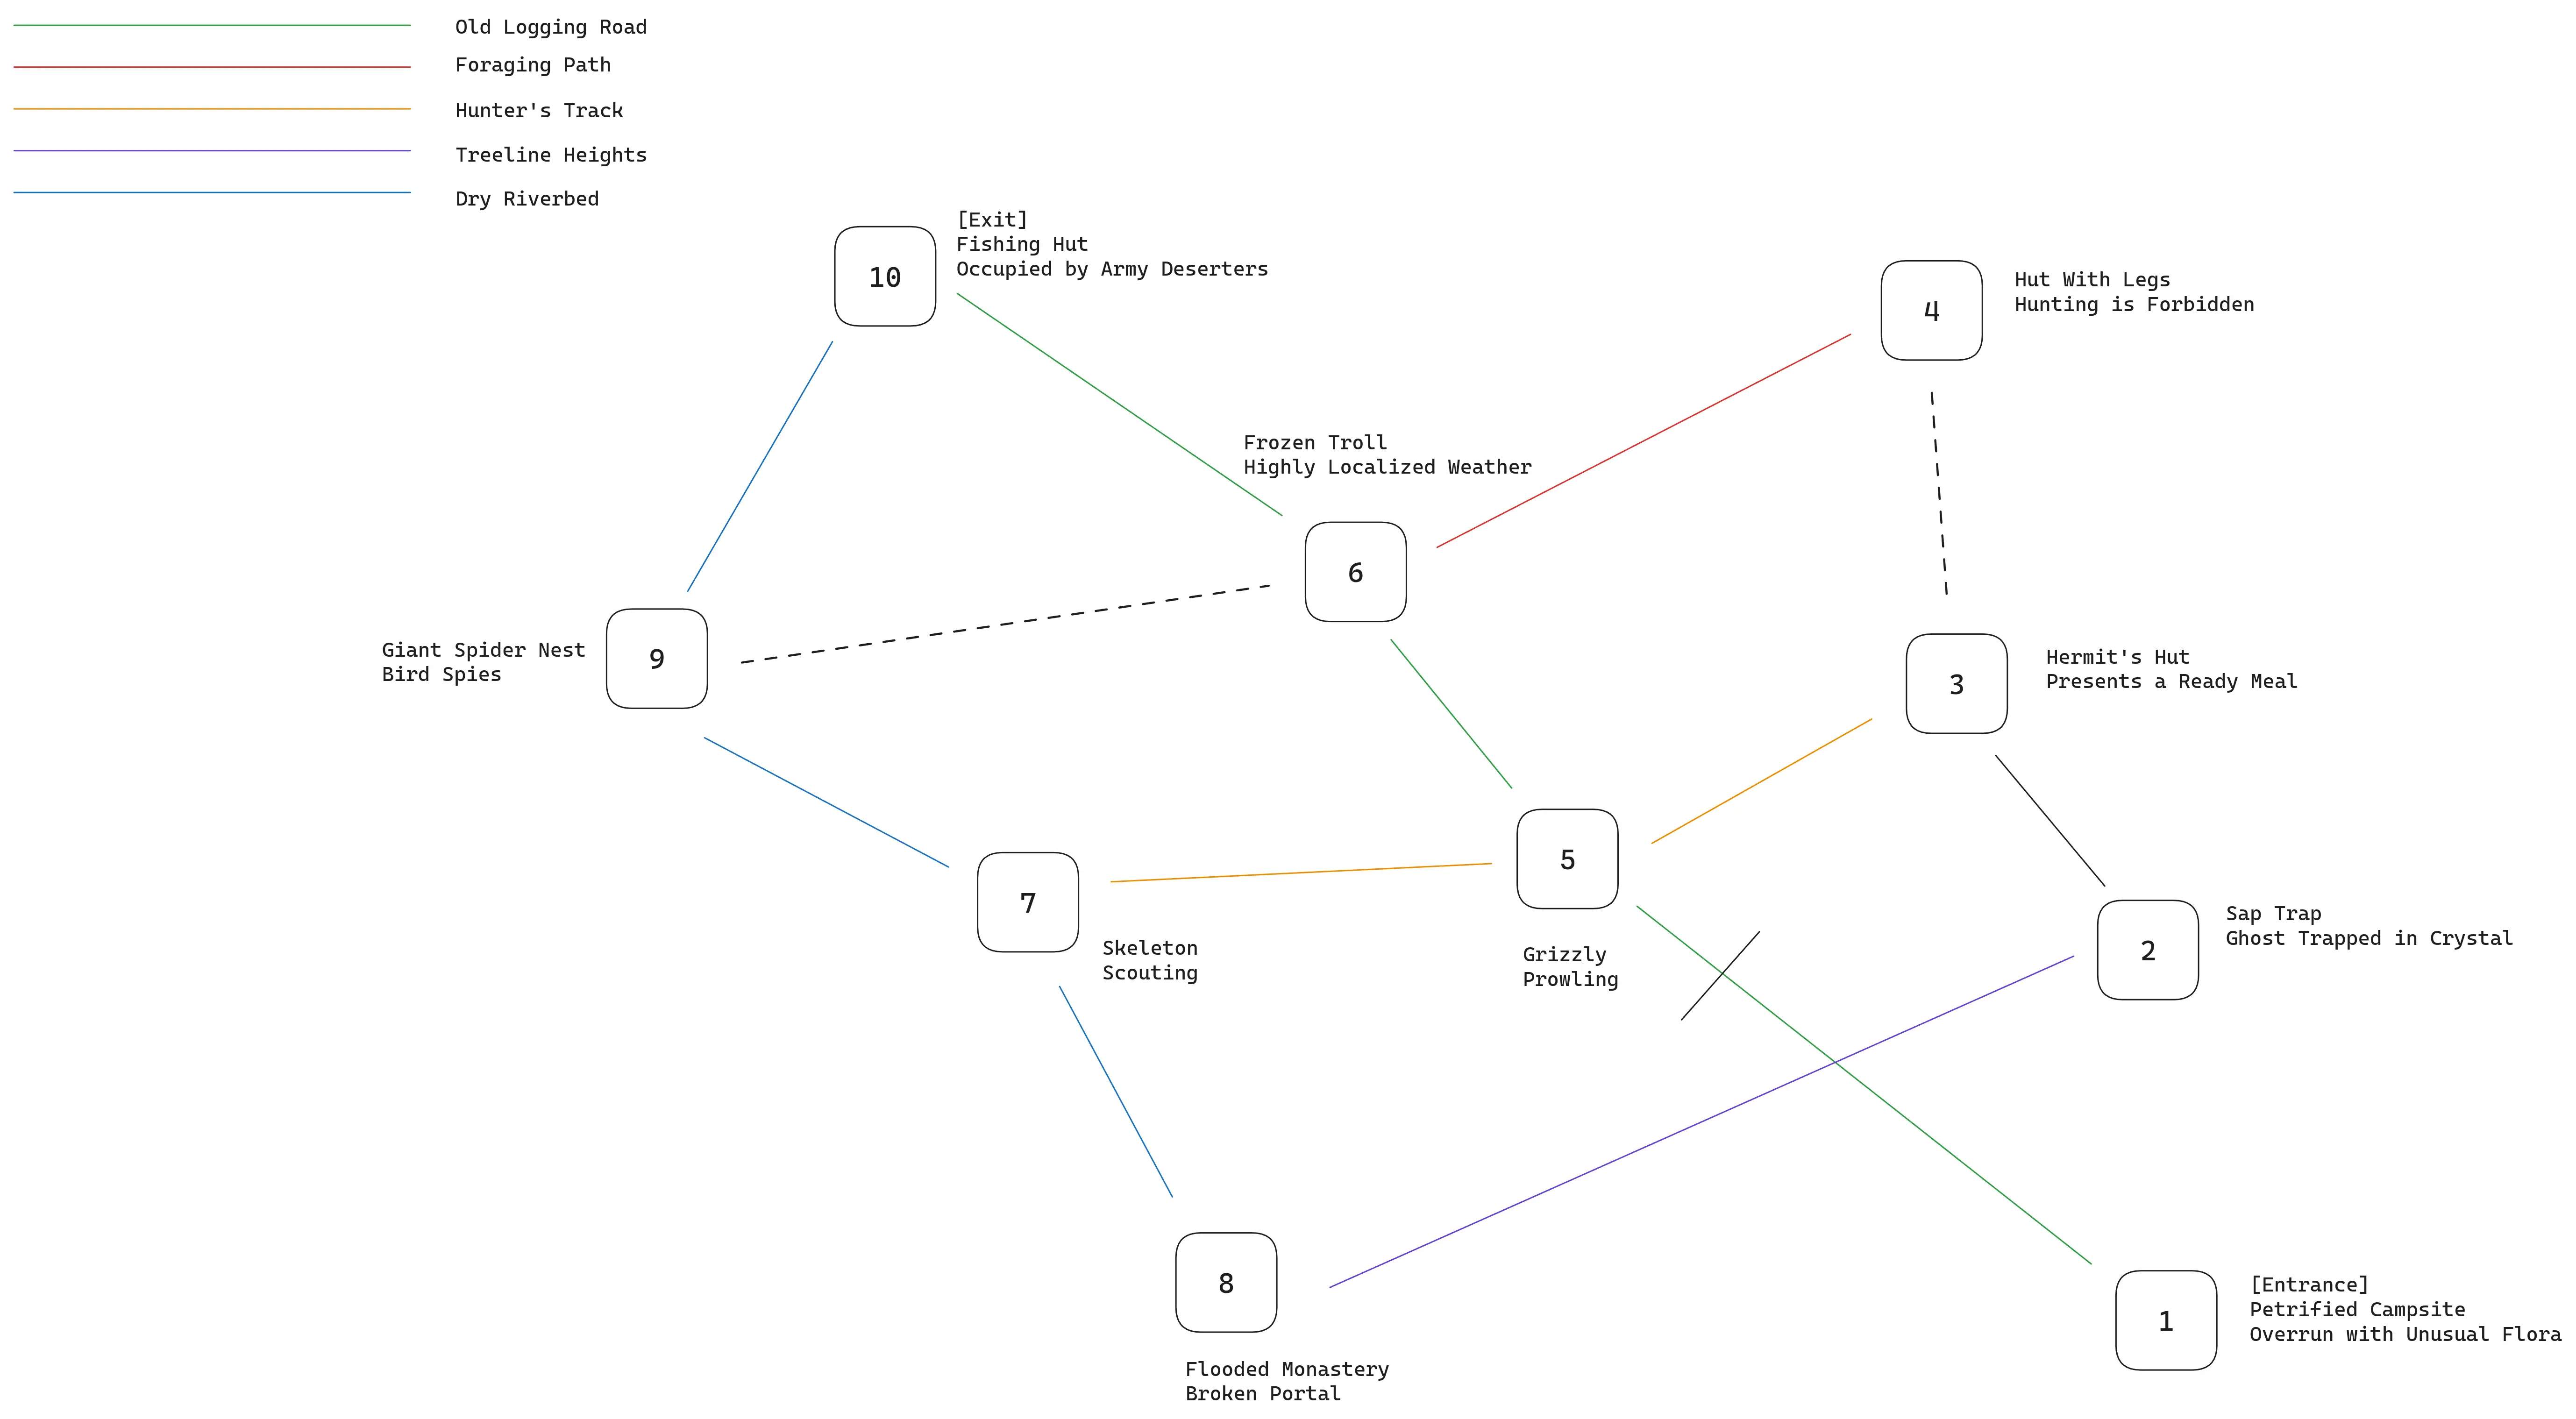 Old Logging Road
Foraging Path
Hunter's Track
Treeline Heights
Dry Riverbed
10
[Exit]
Fishing Hut
Occupied by Army Deserters
4
Hut With Legs
Hunting is Forbidden
Frozen Troll
Highly Localized Weather
6
Giant Spider Nest
Bird Spies
9
3
Hermit's Hut
Presents a Ready Meal
7
Skeleton
Scouting
5
Grizzly
Prowling
2
Sap Trap
Ghost Trapped in Crystal
8
Flooded Monastery
Broken Portal
1
[Entrance]
Petrified Campsite
Overrun with Unusual Flora